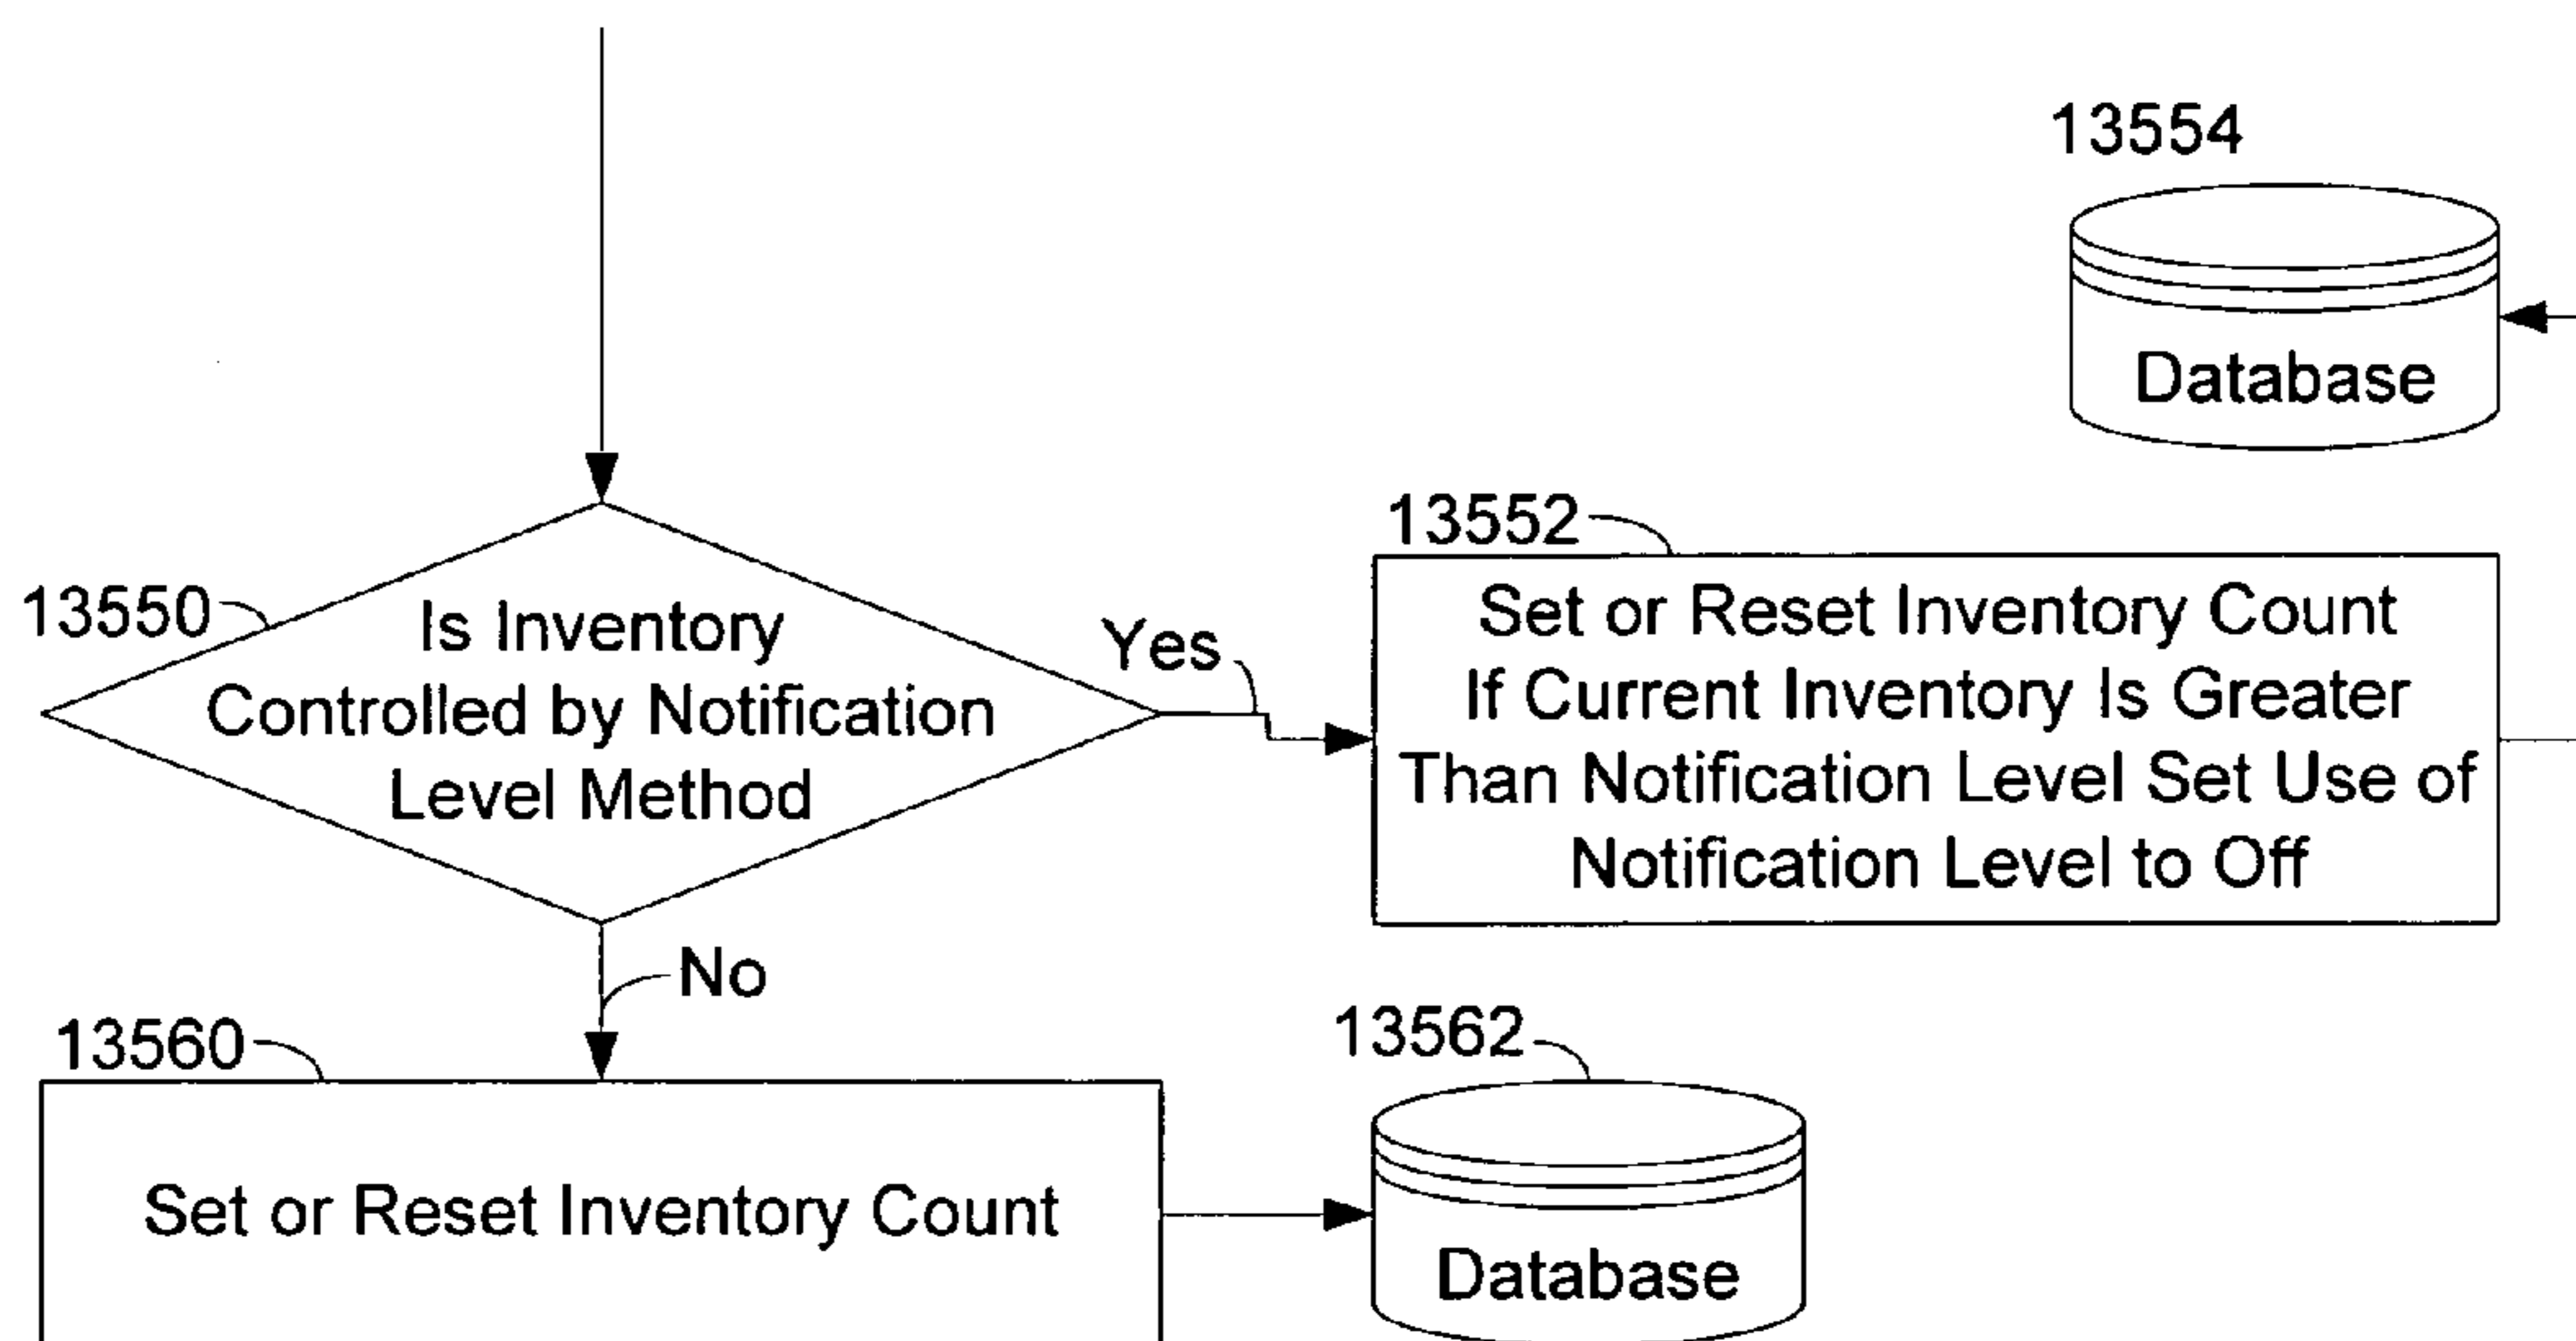 13554
Database
13550
Is Inventory
Controlled by Notification
Level Method
Yes
13552
Set or Reset Inventory Count
If Current Inventory Is Greater
Than Notification Level Set Use of
Notification Level to Off
No
13560
Set or Reset Inventory Count
13562
Database